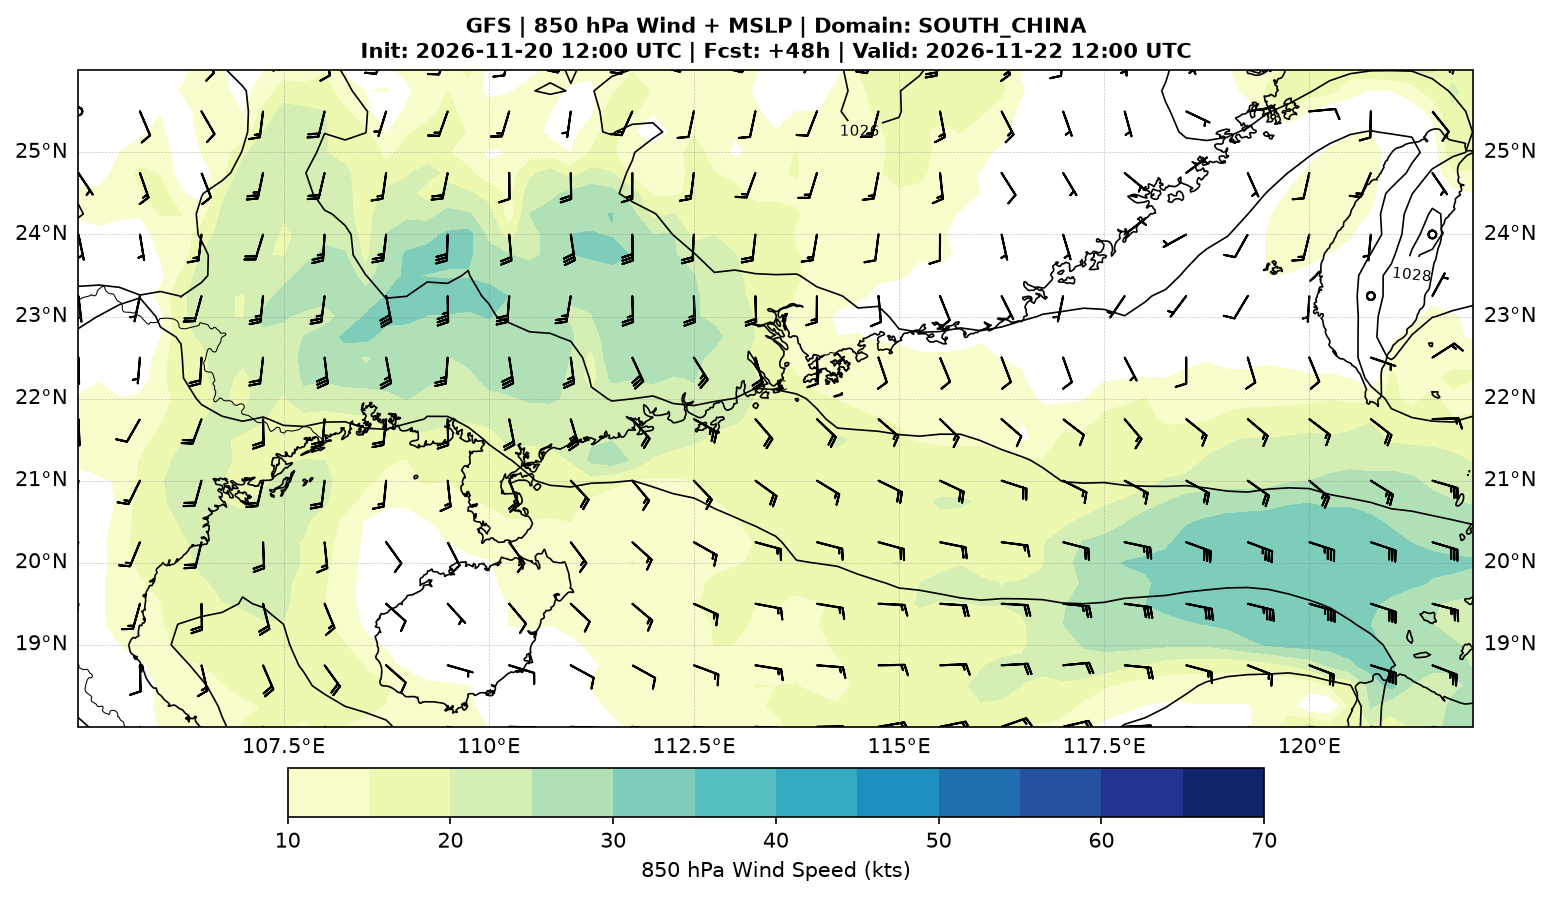 GFS | 850 hPa Wind + MSLP | Domain: SOUTH_CHINA
Init: 2026-11-20 12:00 UTC | Fcst: +48h | Valid: 2026-11-22 12:00 UTC
1026
25°N 25°N
24°N 24°N
1028
23°N 23°N
22°N 22°N
21°N 21°N
20°N 20°N
19°N 19°N
107.5°E 110°E 112.5°E 115°E 117.5°E 120°E
10 20 30 40 50 60 70
850 hPa Wind Speed (kts)